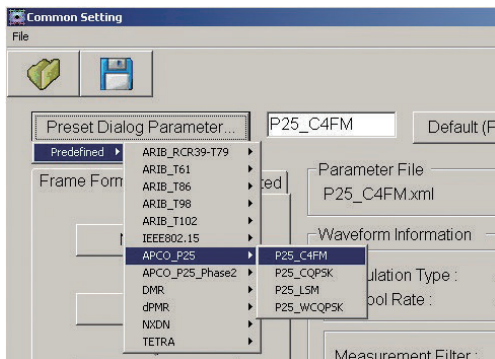 Common Setting
File
Preset Dialog Parameter...
P25_C4FM
Default (F
Predefined
ARIB_RCR39-T79
ARIB_T61
ARIB_T86
ARIB_T98
ARIB_T102
IEEE802.15
APCO_P25
APCO_P25_Phase2
DMR
dPMR
NXDN
TETRA
P25_C4FM
P25_CQPSK
P25_LSM
P25_WCQPSK
Frame Form
ted
Parameter File
P25_C4FM.xml
Waveform Information
ulation Type :
ool Rate :
Measurement Filter :